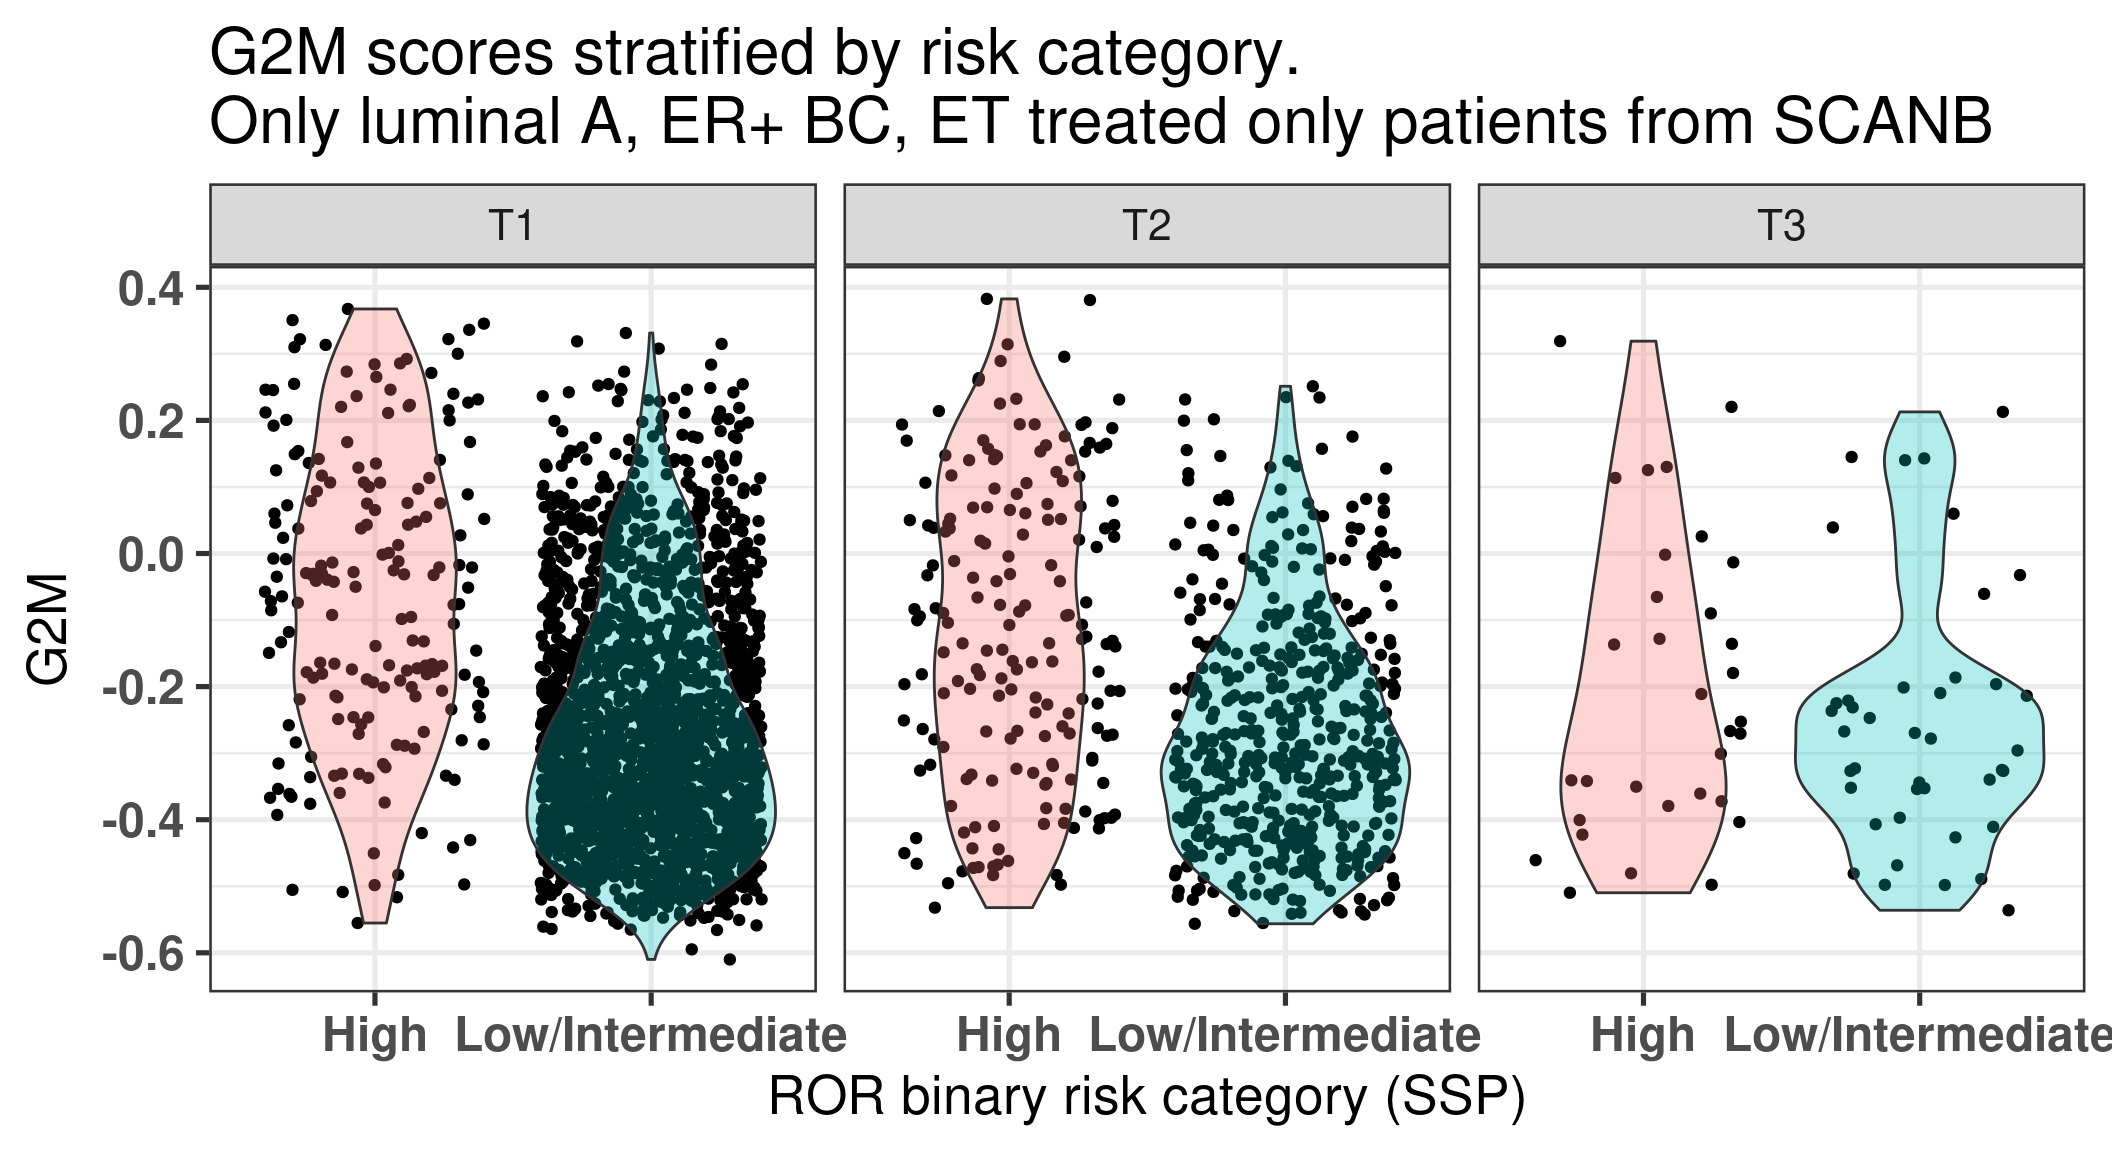 G2M scores stratified by risk category.
Only luminal A, ER+ BC, ET treated only patients from SCANB
T1 T2 T3
0.4
0.2
0.0
-0.2
-0.4
-0.6
G2M
High Low/Intermediate High Low/Intermediate High Low/Intermediate
ROR binary risk category (SSP)